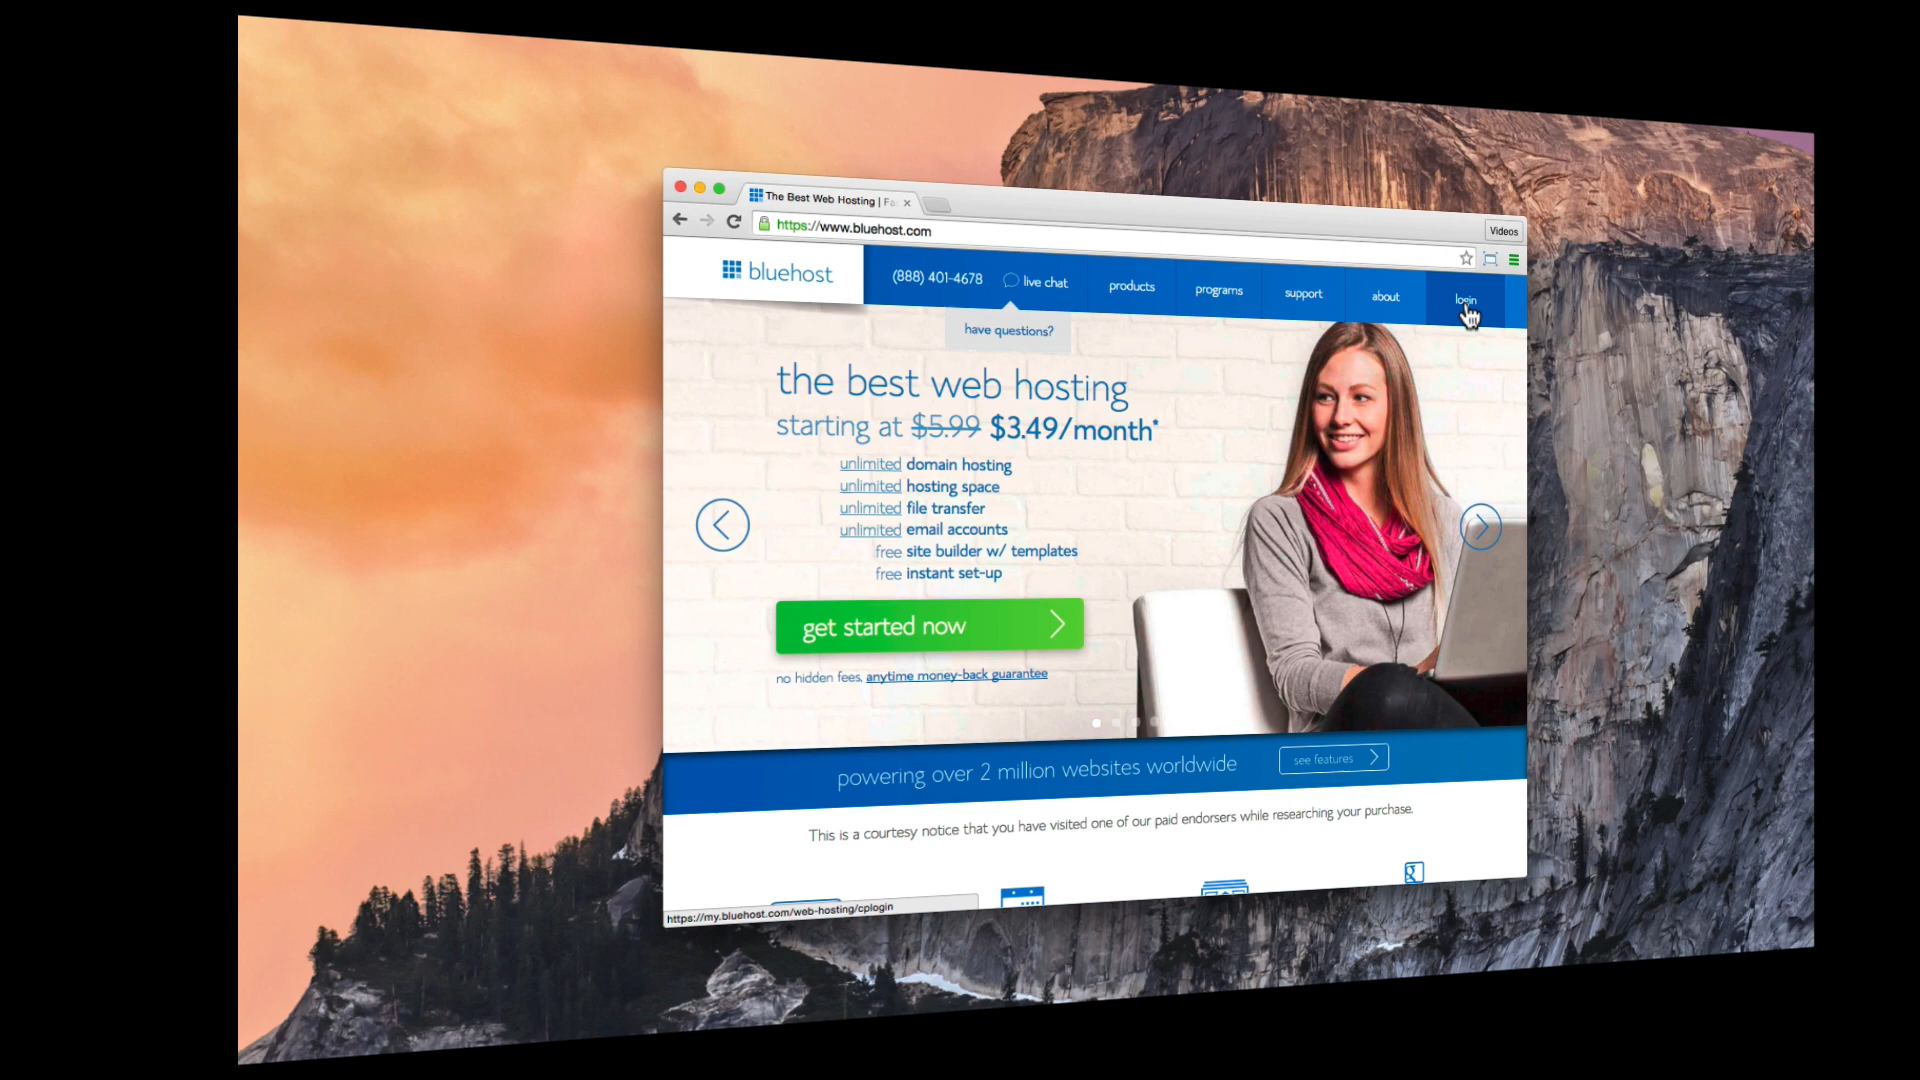 The Best Web Hosting | Fa
Videos
https://www.bluehost.com
bluehost
(888) 401-4678
live chat
products
programs
support
about
login
have questions?
the best web hosting
starting at $5.99 $3.49/month*
unlimited domain hosting
unlimited hosting space
unlimited file transfer
unlimited email accounts
free site builder w/ templates
free instant set-up
get started now
no hidden fees, anytime money-back guarantee
powering over 2 million websites worldwide
see features
This is a courtesy notice that you have visited one of our paid endorsers while researching your purchase.
g
https://my.bluehost.com/web-hosting/cplogin